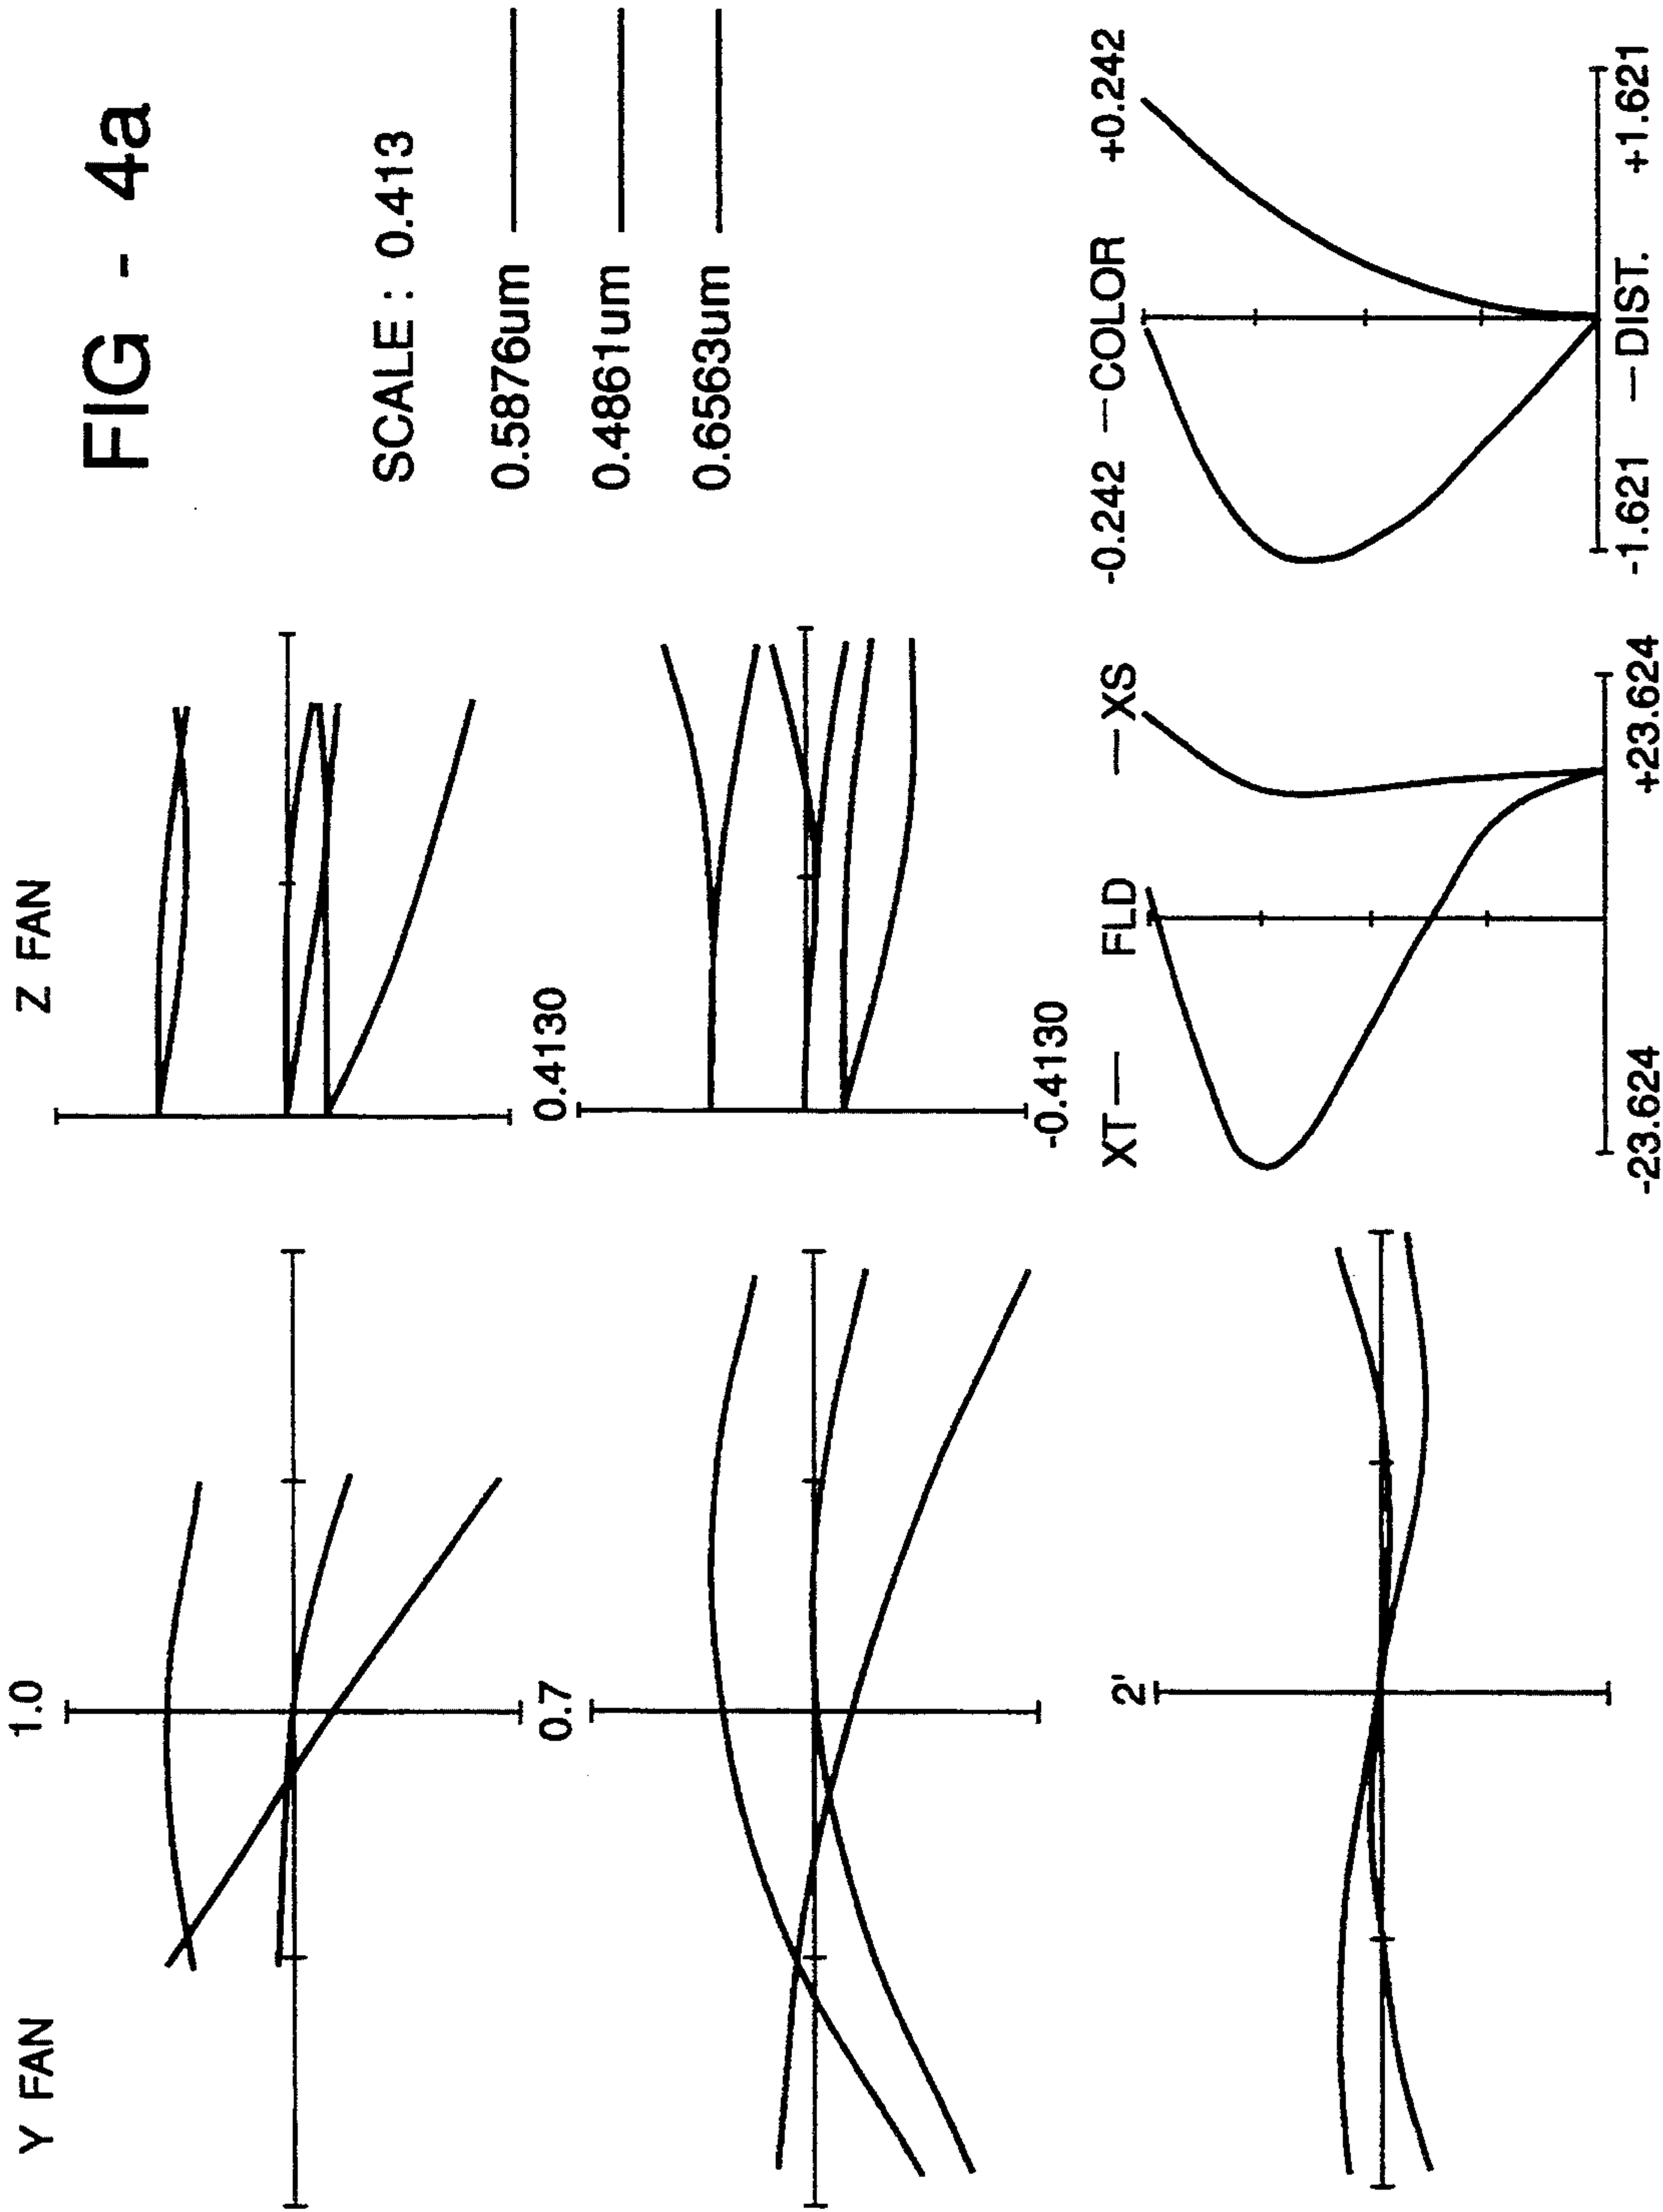 FIG - 4a
Y FAN
Z FAN
SCALE : 0.413
0.5876um
0.4861um
0.6563um
1.0
0.7
2'
0.4130
-0.4130
XT — FLD — XS
-23.624 +23.624
-0.242 — COLOR +0.242
-1.621 — DIST. +1.621